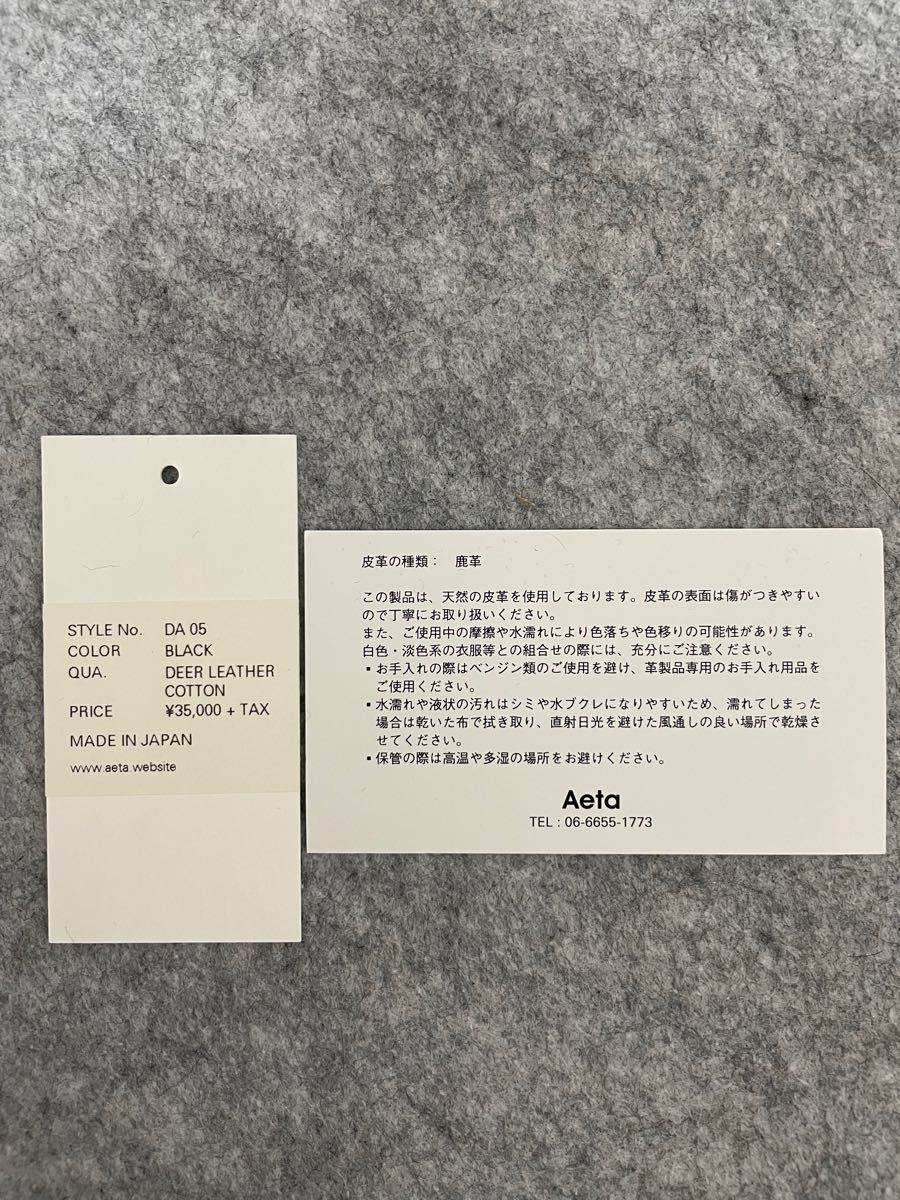 STYLE No. DA 05
COLOR BLACK
QUA. DEER LEATHER
COTTON
PRICE ¥35,000 + TAX
MADE IN JAPAN
www.aeta.website
皮革の種類： 鹿革
この製品は、天然の皮革を使用しております。皮革の表面は傷がつきやすい
ので丁寧にお取り扱いください。
また、ご使用中の摩擦や水濡れにより色落ちや色移りの可能性があります。
白色・淡色系の衣服等との組合せの際には、充分にご注意ください。
▪お手入れの際はベンジン類のご使用を避け、革製品専用のお手入れ用品を
ご使用ください。
▪水濡れや液状の汚れはシミや水ブクレになりやすいため、濡れてしまった
場合は乾いた布で拭き取り、直射日光を避けた風通しの良い場所で乾燥さ
せてください。
▪保管の際は高温や多湿の場所をお避けください。
Aeta
TEL : 06-6655-1773